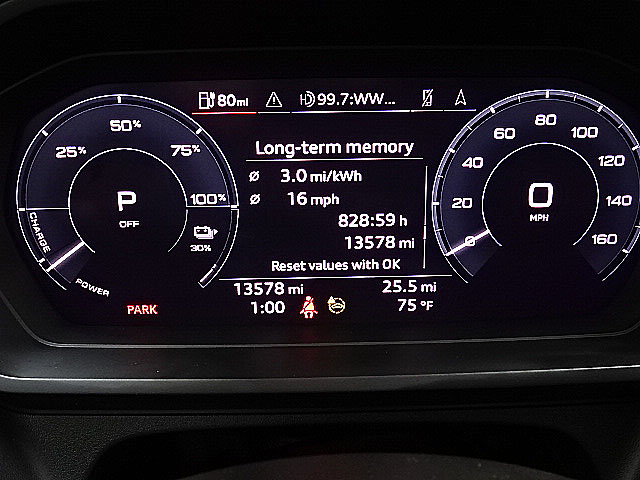 80mi HD 99.7:WW...
50%
25% 75%
100%
P
OFF
30%
CHARGE
POWER
PARK
Long-term memory
ø 3.0 mi/kWh
ø 16 mph
828:59 h
13578 mi
Reset values with OK
13578 mi 25.5 mi
1:00 75 °F
80
60 100
40 120
20 140
0 160
0
MPH